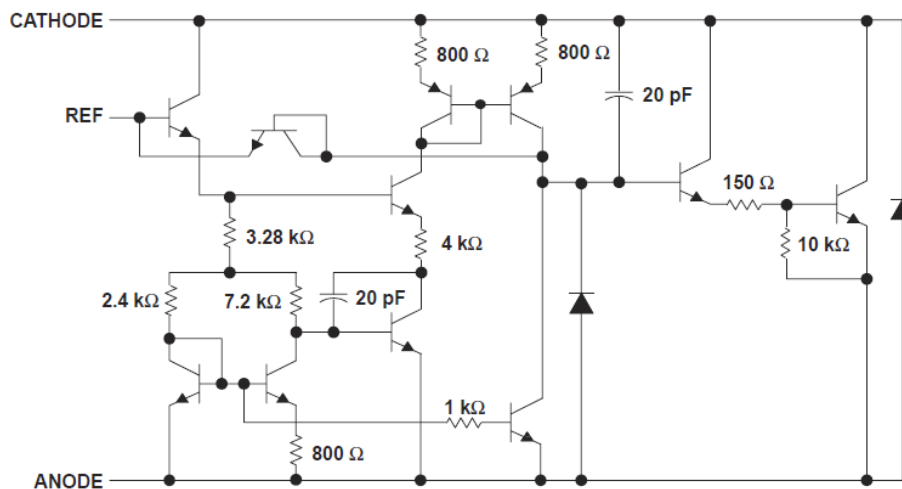 CATHODE
800 Ω
800 Ω
20 pF
REF
150 Ω
3.28 kΩ
4 kΩ
10 kΩ
2.4 kΩ
7.2 kΩ
20 pF
1 kΩ
800 Ω
ANODE